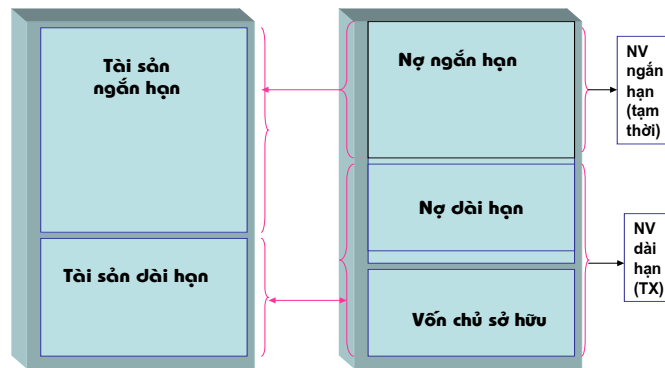 Tài sản
ngắn hạn
Tài sản dài hạn
Nợ ngắn hạn
Nợ dài hạn
Vốn chủ sở hữu
NV
ngắn
hạn
(tạm
thời)
NV
dài
hạn
(TX)